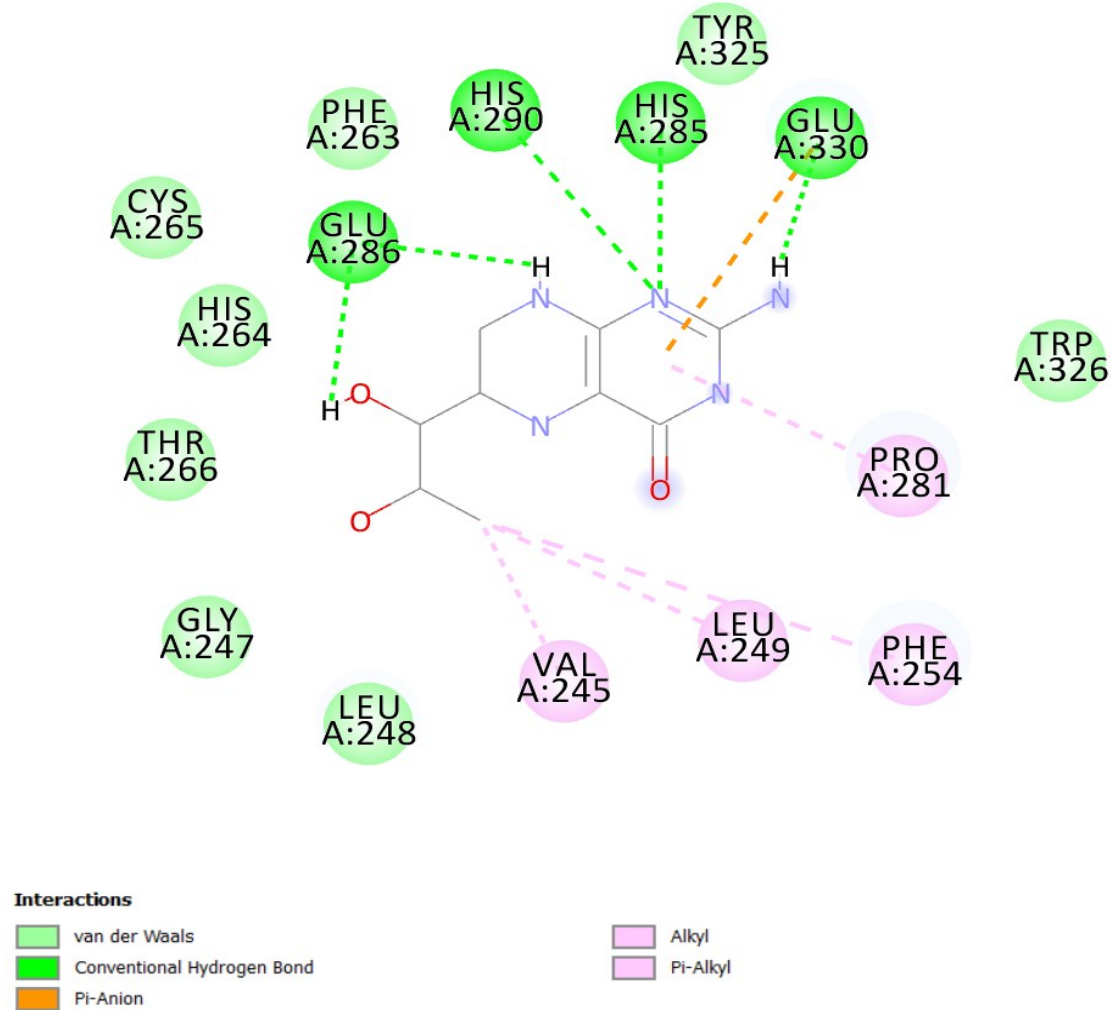 TYR
A:325
HIS
A:290
HIS
A:285
GLU
A:330
PHE
A:263
CYS
A:265
GLU
A:286
H
H
N
N
N
HIS
A:264
TRP
A:326
H
O
N
N
THR
A:266
PRO
A:281
O
O
GLY
A:247
LEU
A:249
PHE
A:254
VAL
A:245
LEU
A:248
Interactions
van der Waals
Conventional Hydrogen Bond
Pi-Anion
Alkyl
Pi-Alkyl